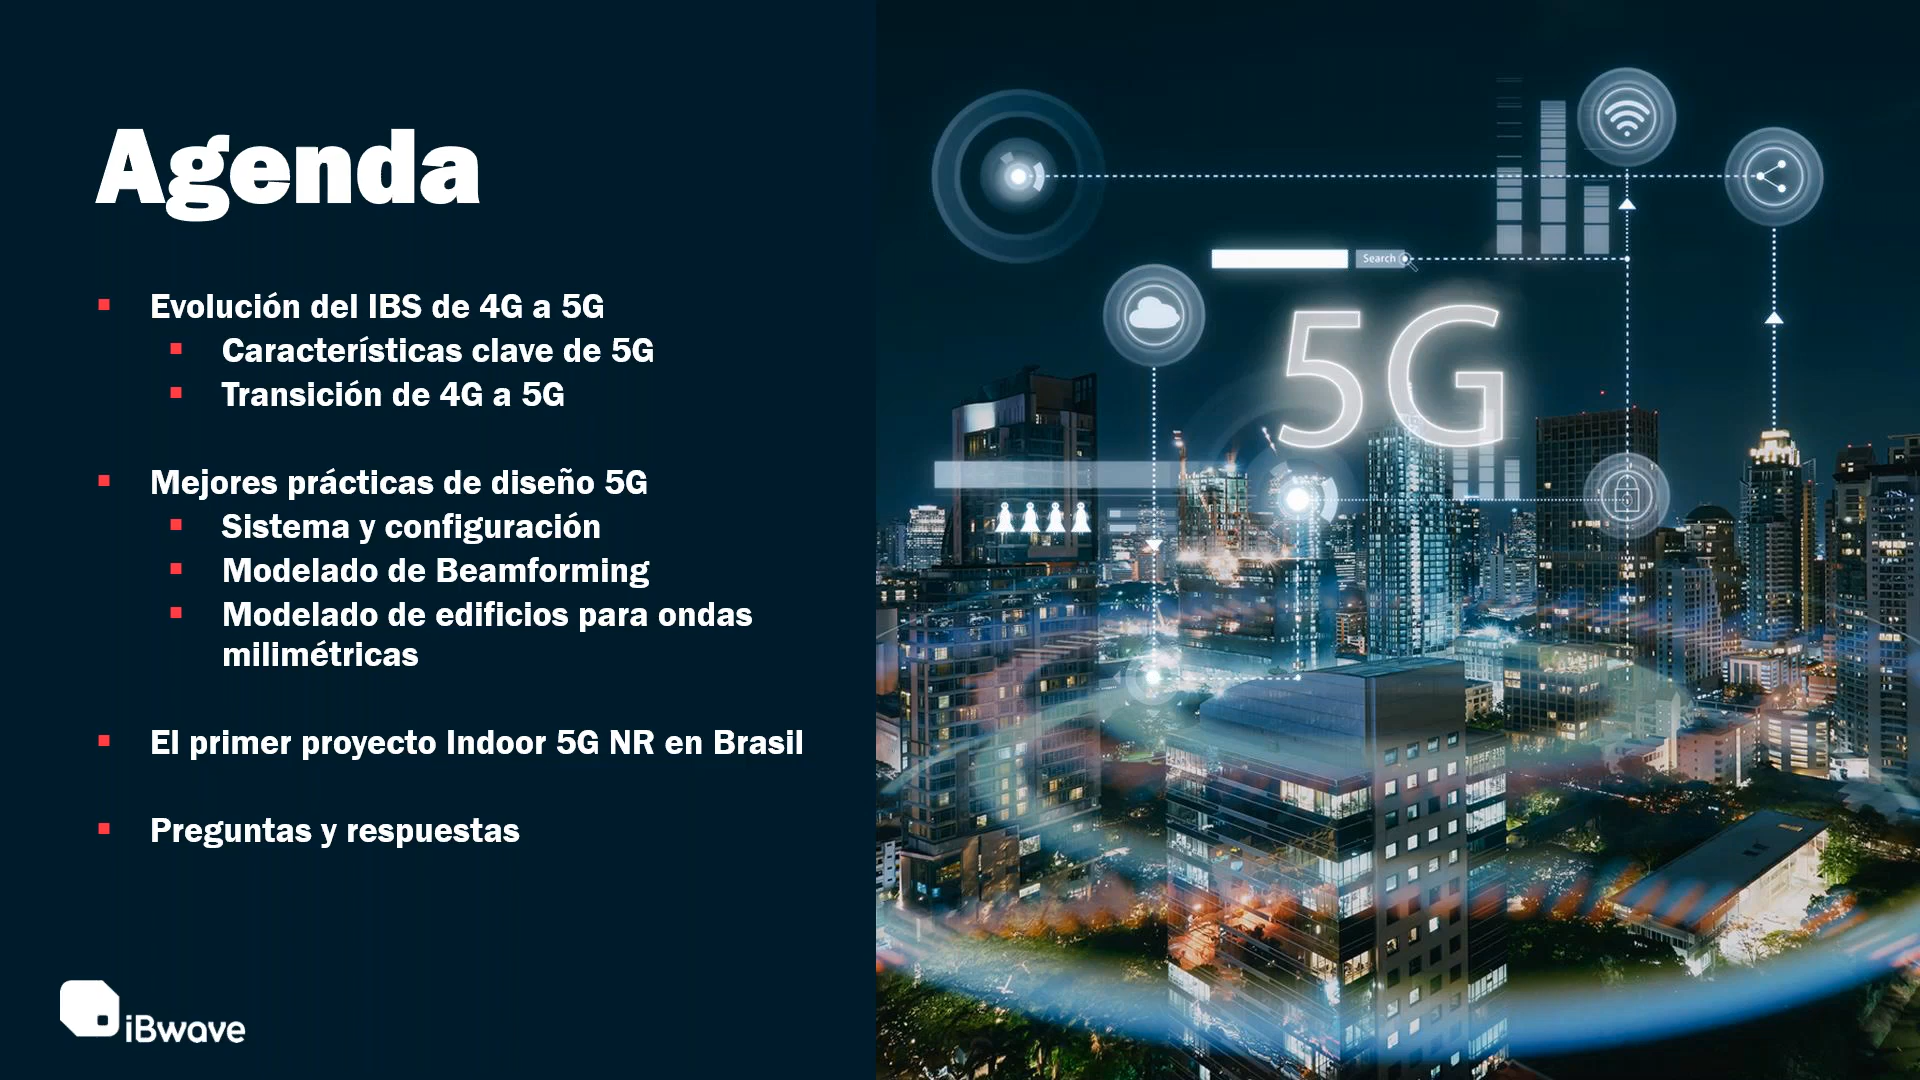 Agenda
Evolución del IBS de 4G a 5G
Características clave de 5G
Transición de 4G a 5G
Mejores prácticas de diseño 5G
Sistema y configuración
Modelado de Beamforming
Modelado de edificios para ondas
milimétricas
El primer proyecto Indoor 5G NR en Brasil
Preguntas y respuestas
iBwave
Search
5G